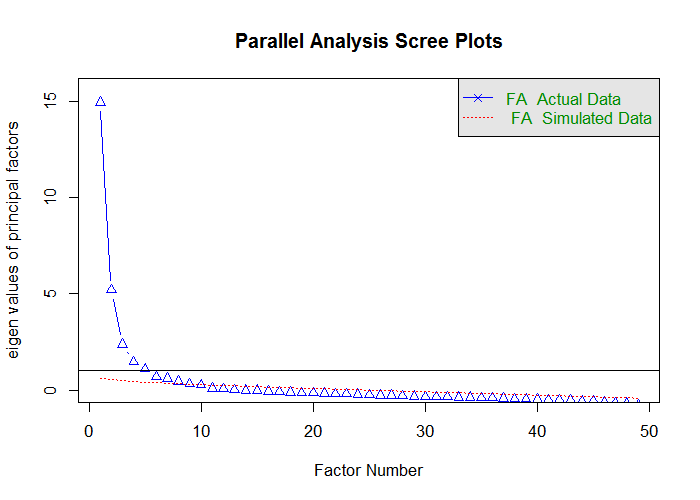 Parallel Analysis Scree Plots
FA Actual Data
FA Simulated Data
eigen values of principal factors
15
10
5
0
0 10 20 30 40 50
Factor Number